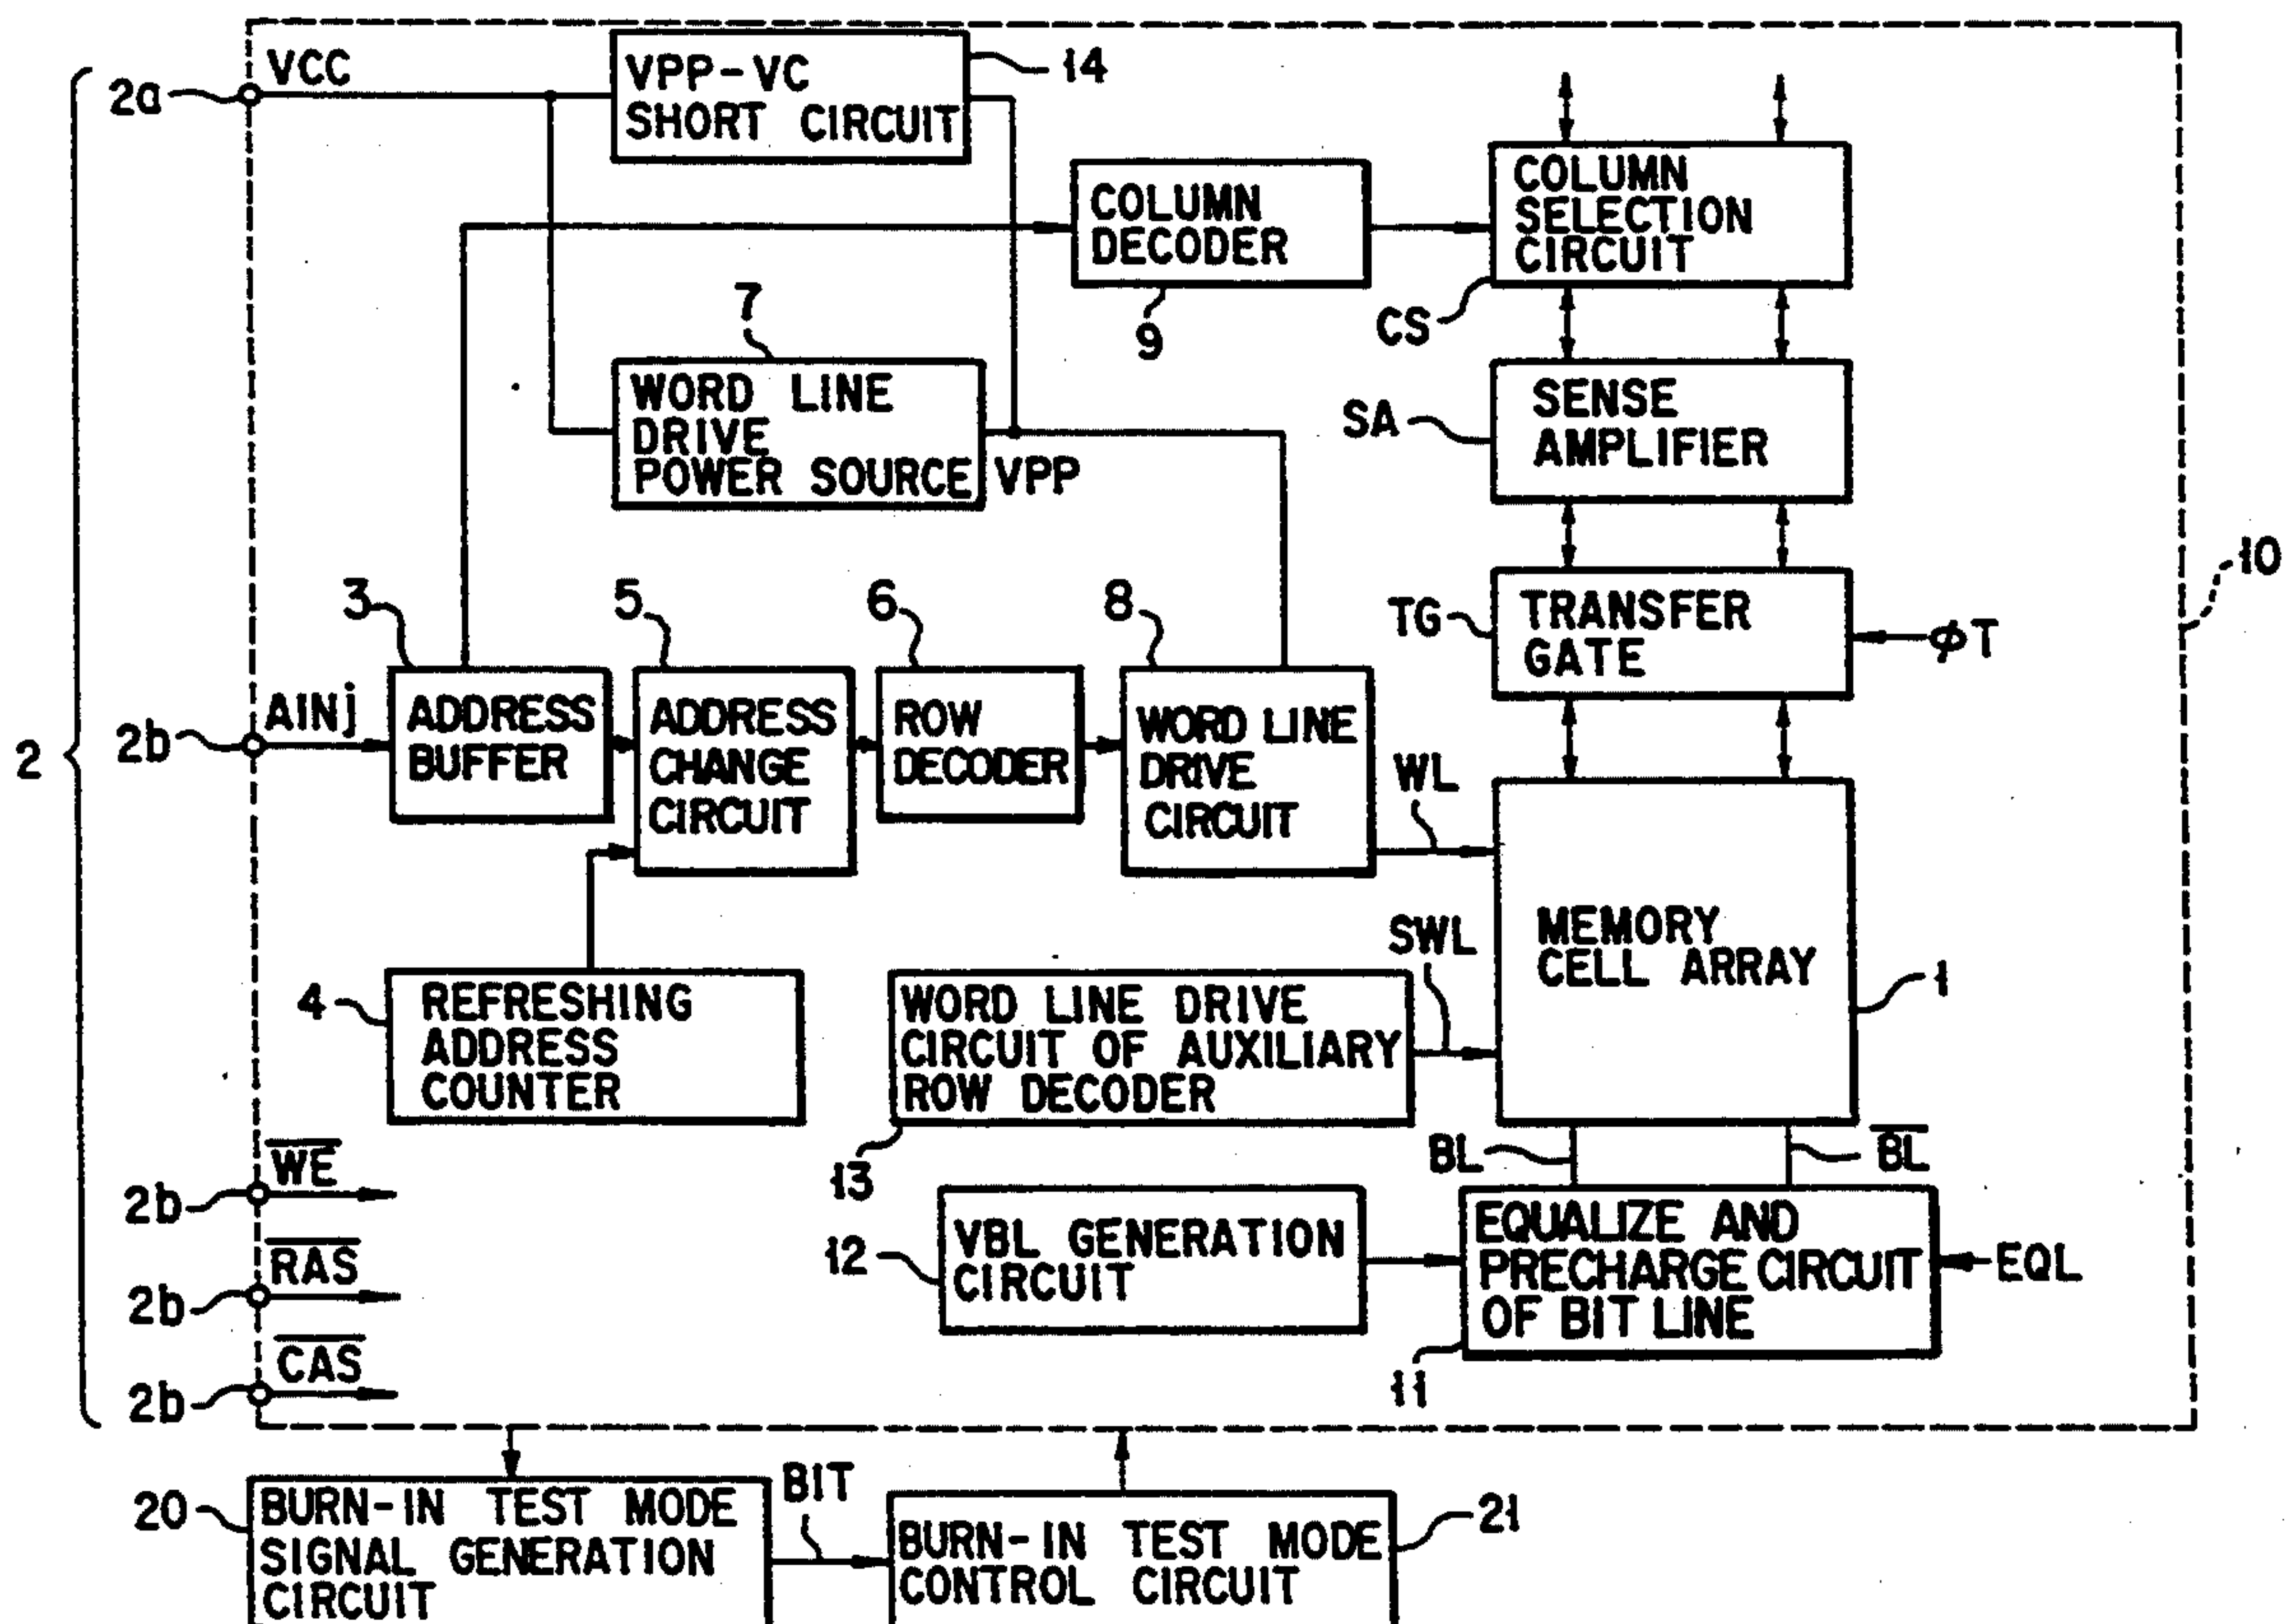 VCC
2a
VPP-VC
SHORT CIRCUIT
14
COLUMN
DECODER
9
COLUMN
SELECTION
CIRCUIT
CS
7
WORD LINE
DRIVE
POWER SOURCE
VPP
SENSE
AMPLIFIER
SA
10
TRANSFER
GATE
TG
φT
2
2b
AINj
3
ADDRESS
BUFFER
5
ADDRESS
CHANGE
CIRCUIT
6
ROW
DECODER
8
WORD LINE
DRIVE
CIRCUIT
WL
MEMORY
CELL ARRAY
1
4
REFRESHING
ADDRESS
COUNTER
WORD LINE DRIVE
CIRCUIT OF AUXILIARY
ROW DECODER
13
SWL
BL
B̅L̅
2b
W̅E̅
2b
R̅A̅S̅
2b
C̅A̅S̅
12
VBL GENERATION
CIRCUIT
EQUALIZE AND
PRECHARGE CIRCUIT
OF BIT LINE
EQL
11
20
BURN-IN TEST MODE
SIGNAL GENERATION
CIRCUIT
BIT
BURN-IN TEST MODE
CONTROL CIRCUIT
21